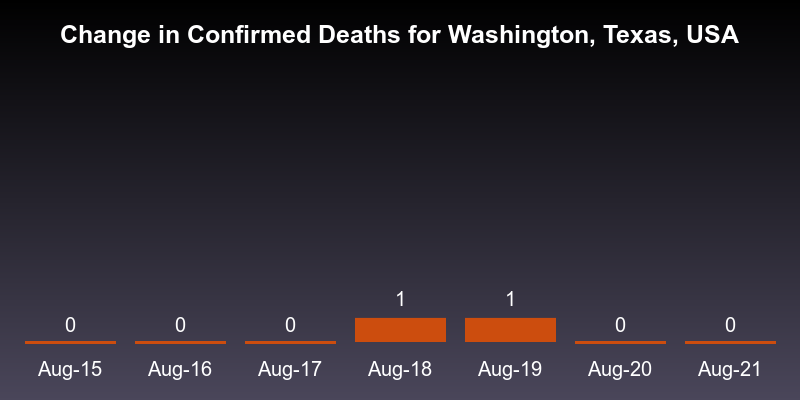 Change in Confirmed Deaths for Washington, Texas, USA
1 1
0 0 0 0 0
Aug-15 Aug-16 Aug-17 Aug-18 Aug-19 Aug-20 Aug-21